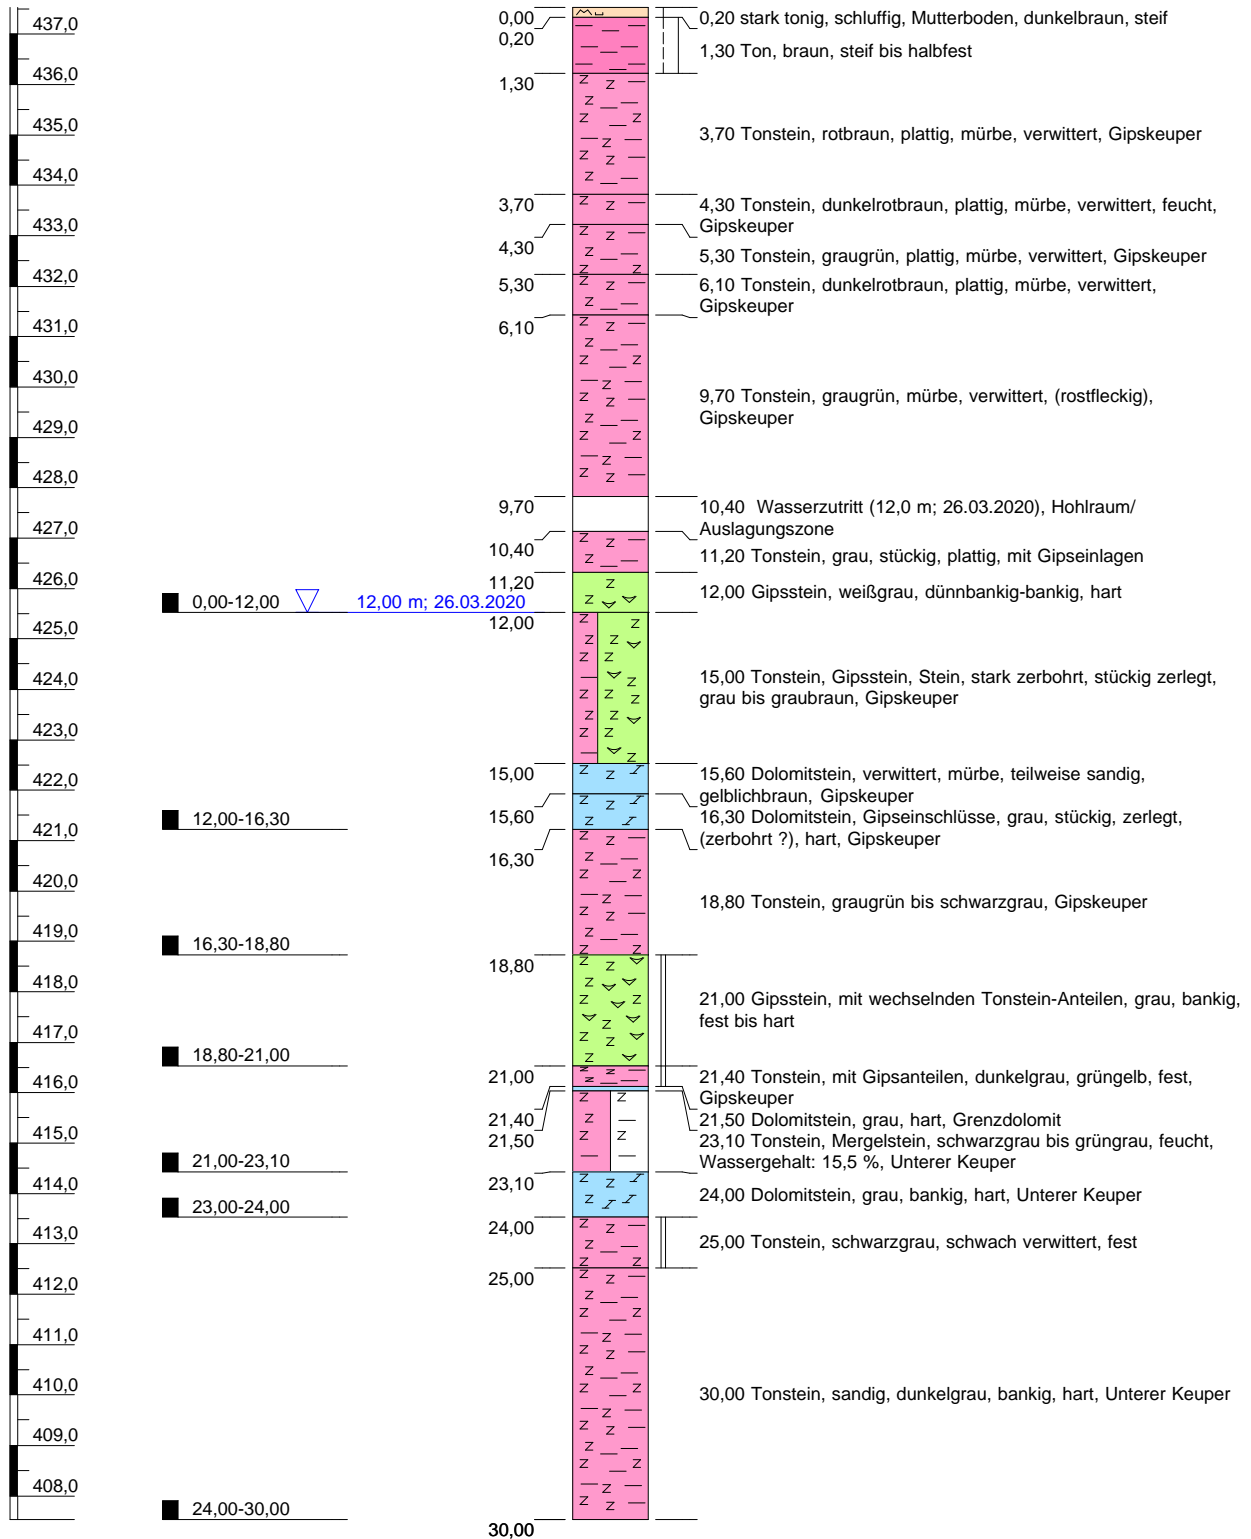 437,0
436,0
435,0
434,0
433,0
432,0
431,0
430,0
429,0
428,0
427,0
426,0
425,0
424,0
423,0
422,0
421,0
420,0
419,0
418,0
417,0
416,0
415,0
414,0
413,0
412,0
411,0
410,0
409,0
408,0
0,00-12,00
12,00 m; 26.03.2020
12,00-16,30
16,30-18,80
18,80-21,00
21,00-23,10
23,00-24,00
24,00-30,00
0,00
0,20
1,30
3,70
4,30
5,30
6,10
9,70
10,40
11,20
12,00
15,00
15,60
16,30
18,80
21,00
21,40
21,50
23,10
24,00
25,00
30,00
0,20 stark tonig, schluffig, Mutterboden, dunkelbraun, steif
1,30 Ton, braun, steif bis halbfest
3,70 Tonstein, rotbraun, plattig, mürbe, verwittert, Gipskeuper
4,30 Tonstein, dunkelrotbraun, plattig, mürbe, verwittert, feucht,
Gipskeuper
5,30 Tonstein, graugrün, plattig, mürbe, verwittert, Gipskeuper
6,10 Tonstein, dunkelrotbraun, plattig, mürbe, verwittert,
Gipskeuper
9,70 Tonstein, graugrün, mürbe, verwittert, (rostfleckig),
Gipskeuper
10,40 Wasserzutritt (12,0 m; 26.03.2020), Hohlraum/
Auslagungszone
11,20 Tonstein, grau, stückig, plattig, mit Gipseinlagen
12,00 Gipsstein, weißgrau, dünnbankig-bankig, hart
15,00 Tonstein, Gipsstein, Stein, stark zerbohrt, stückig zerlegt,
grau bis graubraun, Gipskeuper
15,60 Dolomitstein, verwittert, mürbe, teilweise sandig,
gelblichbraun, Gipskeuper
16,30 Dolomitstein, Gipseinschlüsse, grau, stückig, zerlegt,
(zerbohrt ?), hart, Gipskeuper
18,80 Tonstein, graugrün bis schwarzgrau, Gipskeuper
21,00 Gipsstein, mit wechselnden Tonstein-Anteilen, grau, bankig,
fest bis hart
21,40 Tonstein, mit Gipsanteilen, dunkelgrau, grüngelb, fest,
Gipskeuper
21,50 Dolomitstein, grau, hart, Grenzdolomit
23,10 Tonstein, Mergelstein, schwarzgrau bis grüngrau, feucht,
Wassergehalt: 15,5 %, Unterer Keuper
24,00 Dolomitstein, grau, bankig, hart, Unterer Keuper
25,00 Tonstein, schwarzgrau, schwach verwittert, fest
30,00 Tonstein, sandig, dunkelgrau, bankig, hart, Unterer Keuper